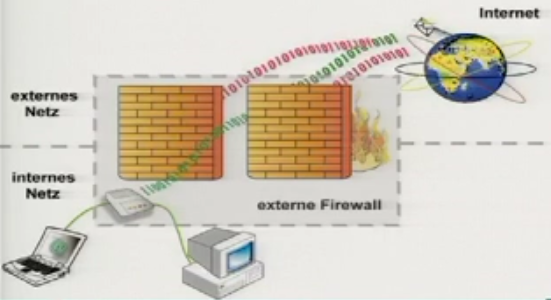 Internet
externes
Netz
internes
Netz
externe Firewall